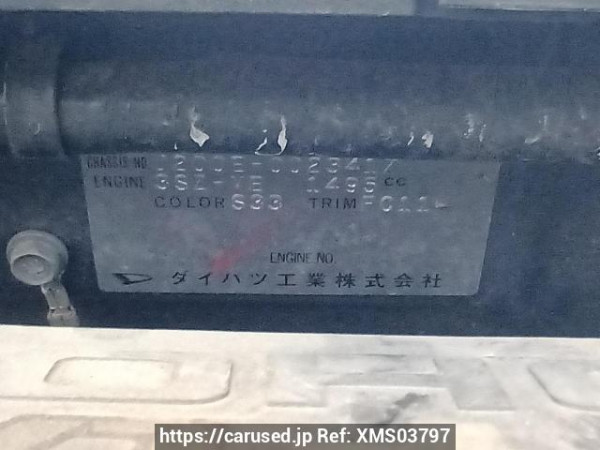 CHASSIS NO.
ENGINE 3SZ-VE 1495 cc
COLOR S33 TRIM FC11
ENGINE NO.
ダイハツ工業株式会社
https://carused.jp Ref: XMS03797